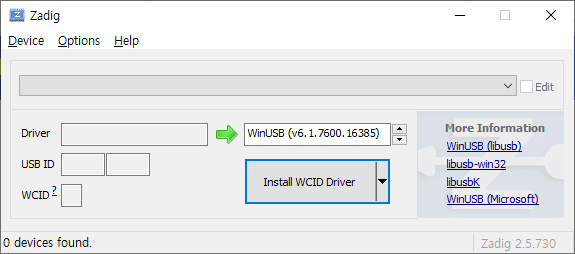 Zadig
Device Options Help
Edit
Driver
WinUSB (v6.1.7600.16385)
USB ID
WCID ?
Install WCID Driver
More Information
WinUSB (libusb)
libusb-win32
libusbK
WinUSB (Microsoft)
0 devices found.
Zadig 2.5.730